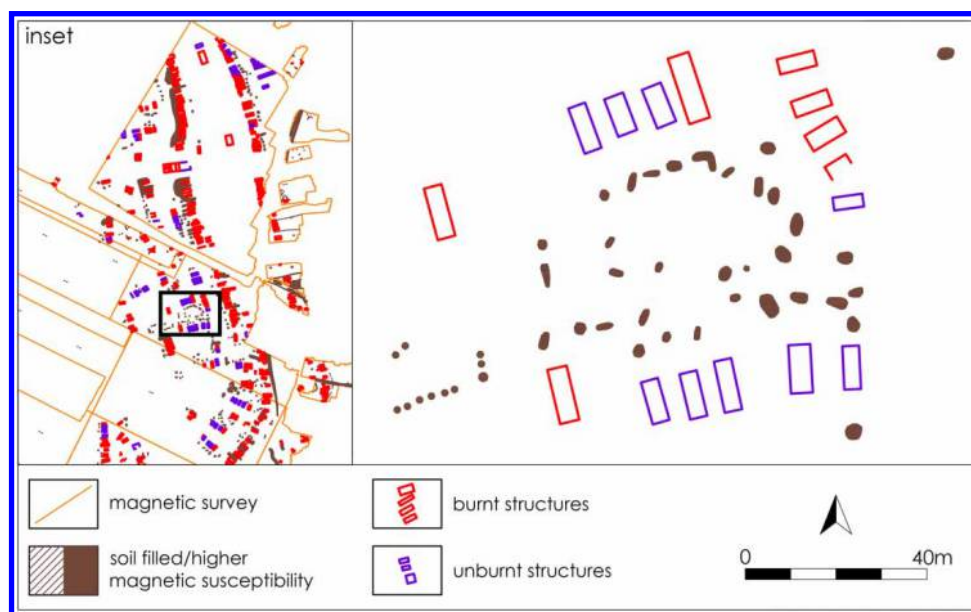 inset
magnetic survey
burnt structures
soil filled/higher
magnetic susceptibility
unburnt structures
0
40m